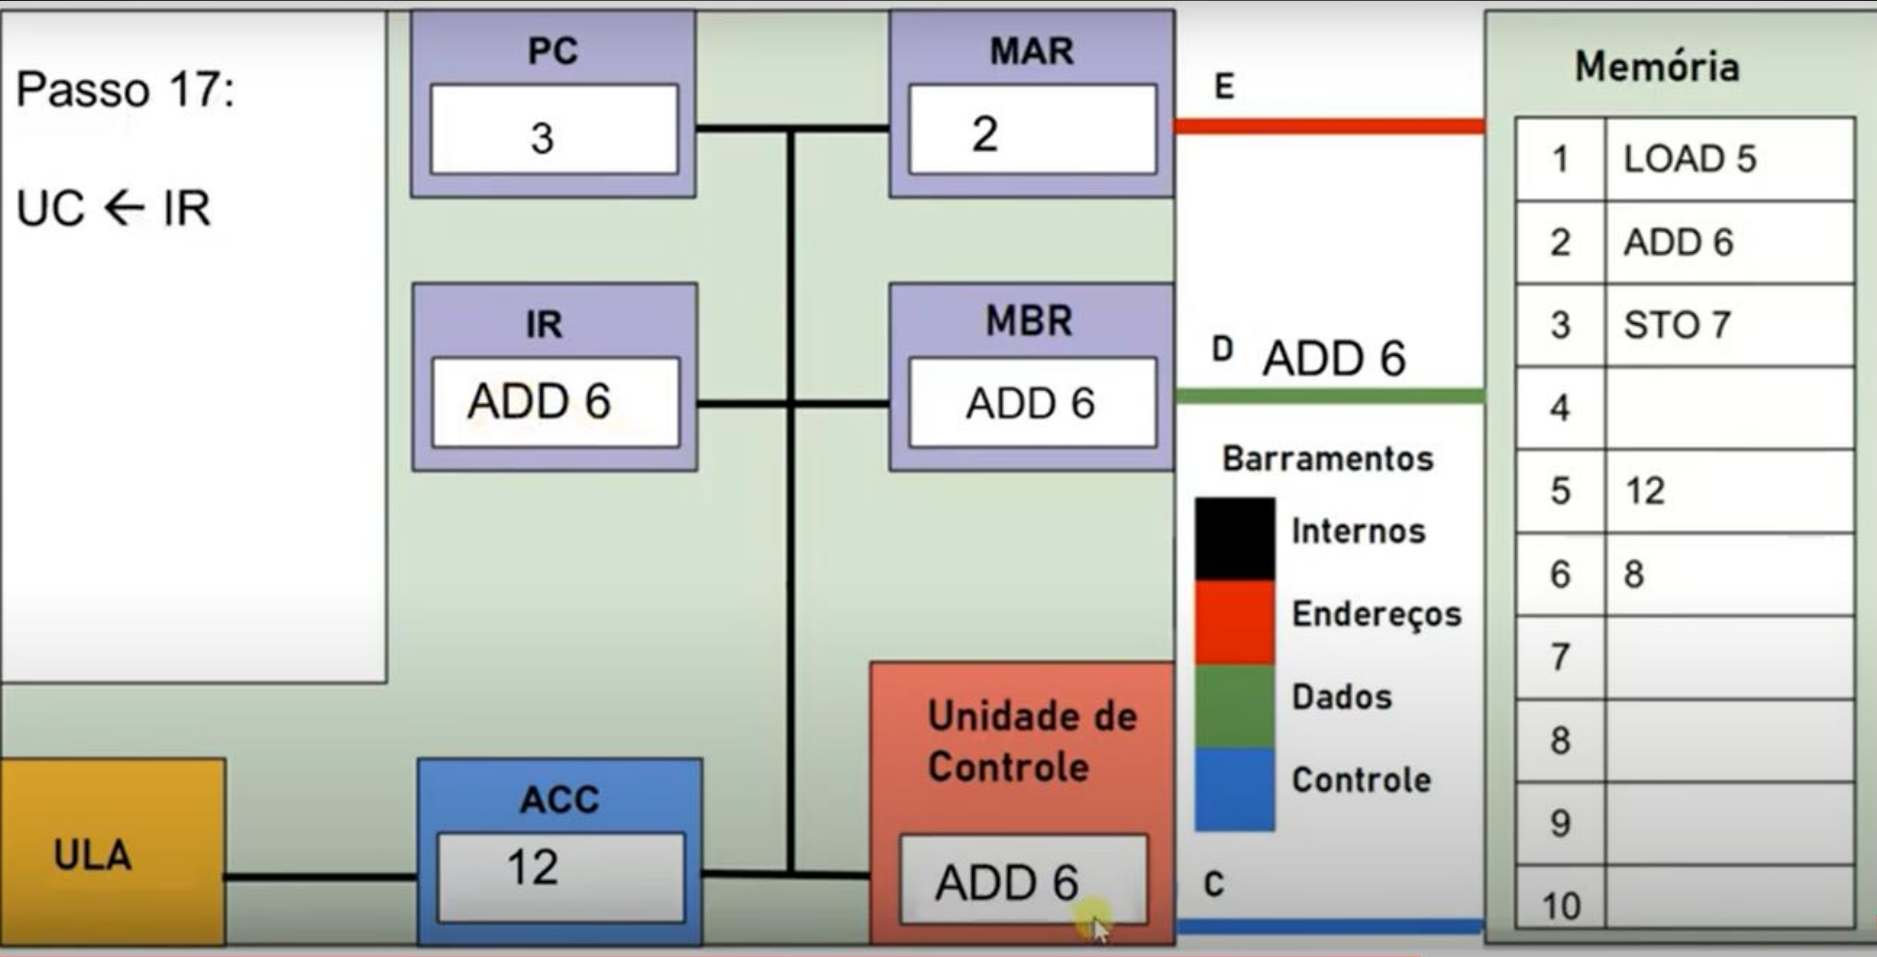 Passo 17:
UC ← IR
PC
3
MAR
2
IR
ADD 6
MBR
ADD 6
ULA
ACC
12
Unidade de
Controle
ADD 6
E
D ADD 6
Barramentos
Internos
Endereços
Dados
Controle
C
Memória
1 LOAD 5
2 ADD 6
3 STO 7
4
5 12
6 8
7
8
9
10